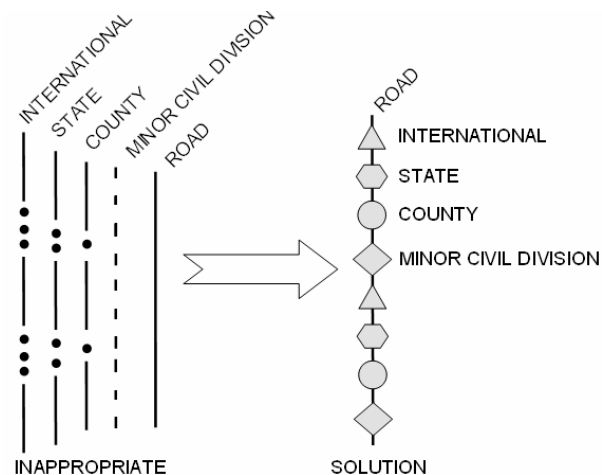 INTERNATIONAL
STATE
COUNTY
MINOR CIVIL DIVISION
ROAD
INAPPROPRIATE
ROAD
INTERNATIONAL
STATE
COUNTY
MINOR CIVIL DIVISION
SOLUTION